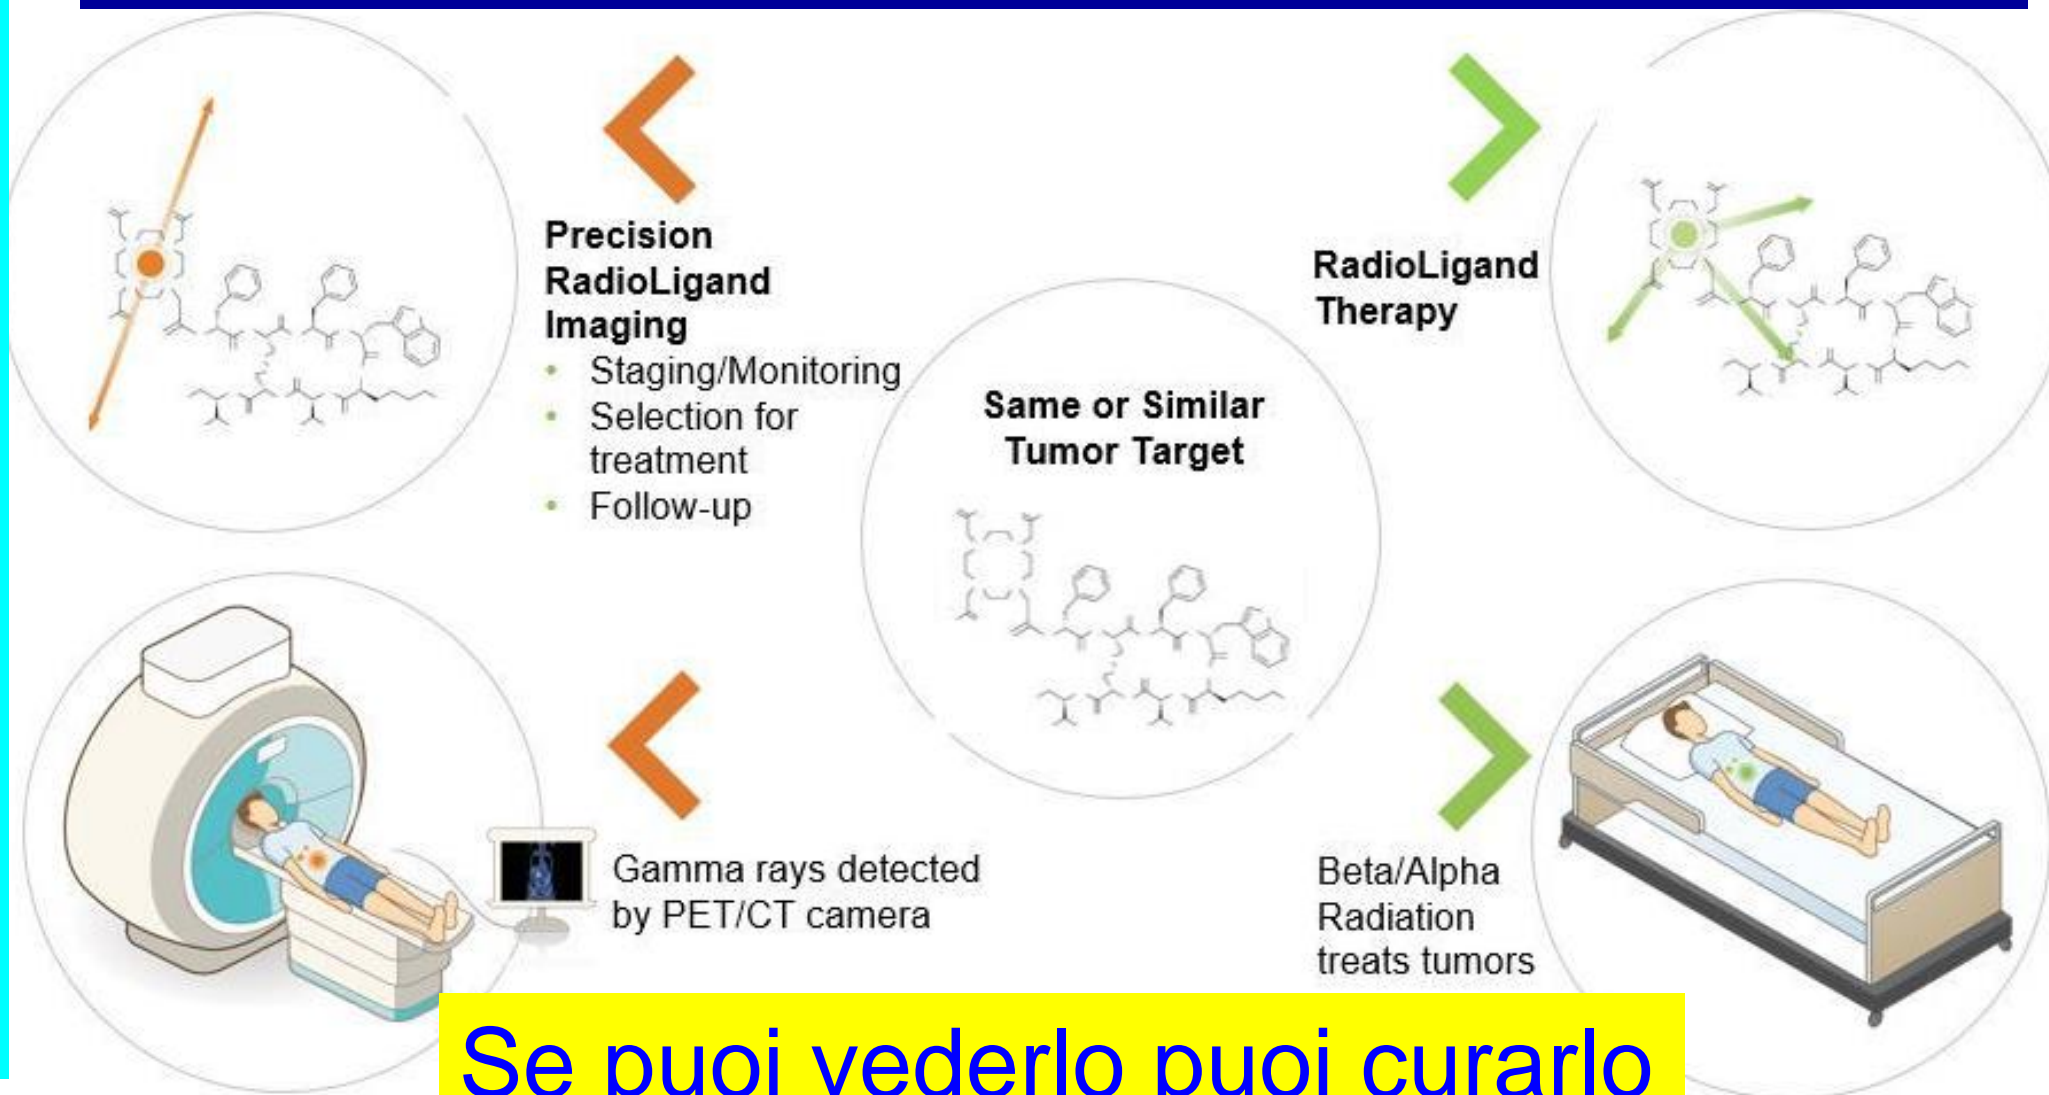 Precision
RadioLigand
Imaging
• Staging/Monitoring
• Selection for
treatment
• Follow-up
RadioLigand
Therapy
Same or Similar
Tumor Target
Gamma rays detected
by PET/CT camera
Beta/Alpha
Radiation
treats tumors
Se puoi vederlo puoi curarlo